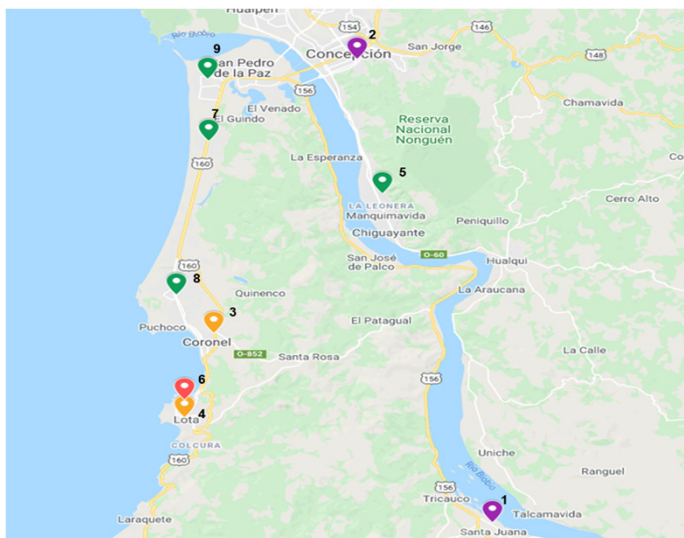 Hualpén
154
146
2
Río Biobío
Concepción
San Jorge
148
9
San Pedro
de la Paz
156
El Venado
Chamavida
7
El Guindo
Reserva
Nacional
Nonguén
La Esperanza
160
5
LA LEONERA
Manquimavida
Cerro Alto
Peniquillo
Chiguayante
O-60
San José
de Palco
Hualqui
160
8
Quinenco
La Araucana
Puchoco
3
El Patagual
Coronel
O-852
Santa Rosa
La Calle
156
6
4
Lota
COLCURA
160
Uniche
Río Biobío
Ranguel
156
Tricauco
1
Talcamavida
Laraquete
Santa Juana